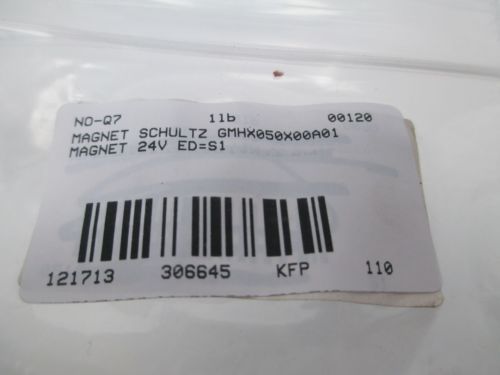 NO-Q7 11b 00120
MAGNET SCHULTZ GMHX050X00A01
MAGNET 24V ED=S1
121713 306645 KFP 110